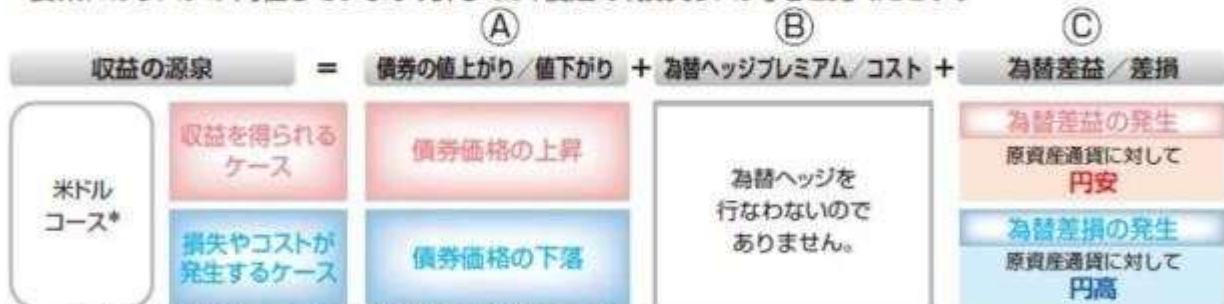 Ⓐ Ⓑ Ⓒ
収益の源泉 = 債券の値上がり／値下がり + 為替ヘッジプレミアム／コスト + 為替差益／差損
米ドル
コース*
収益を得られる
ケース
債券価格の上昇
為替ヘッジを
行なわないので
ありません。
為替差益の発生
原資産通貨に対して
円安
損失やコストが
発生するケース
債券価格の下落
為替差損の発生
原資産通貨に対して
円高